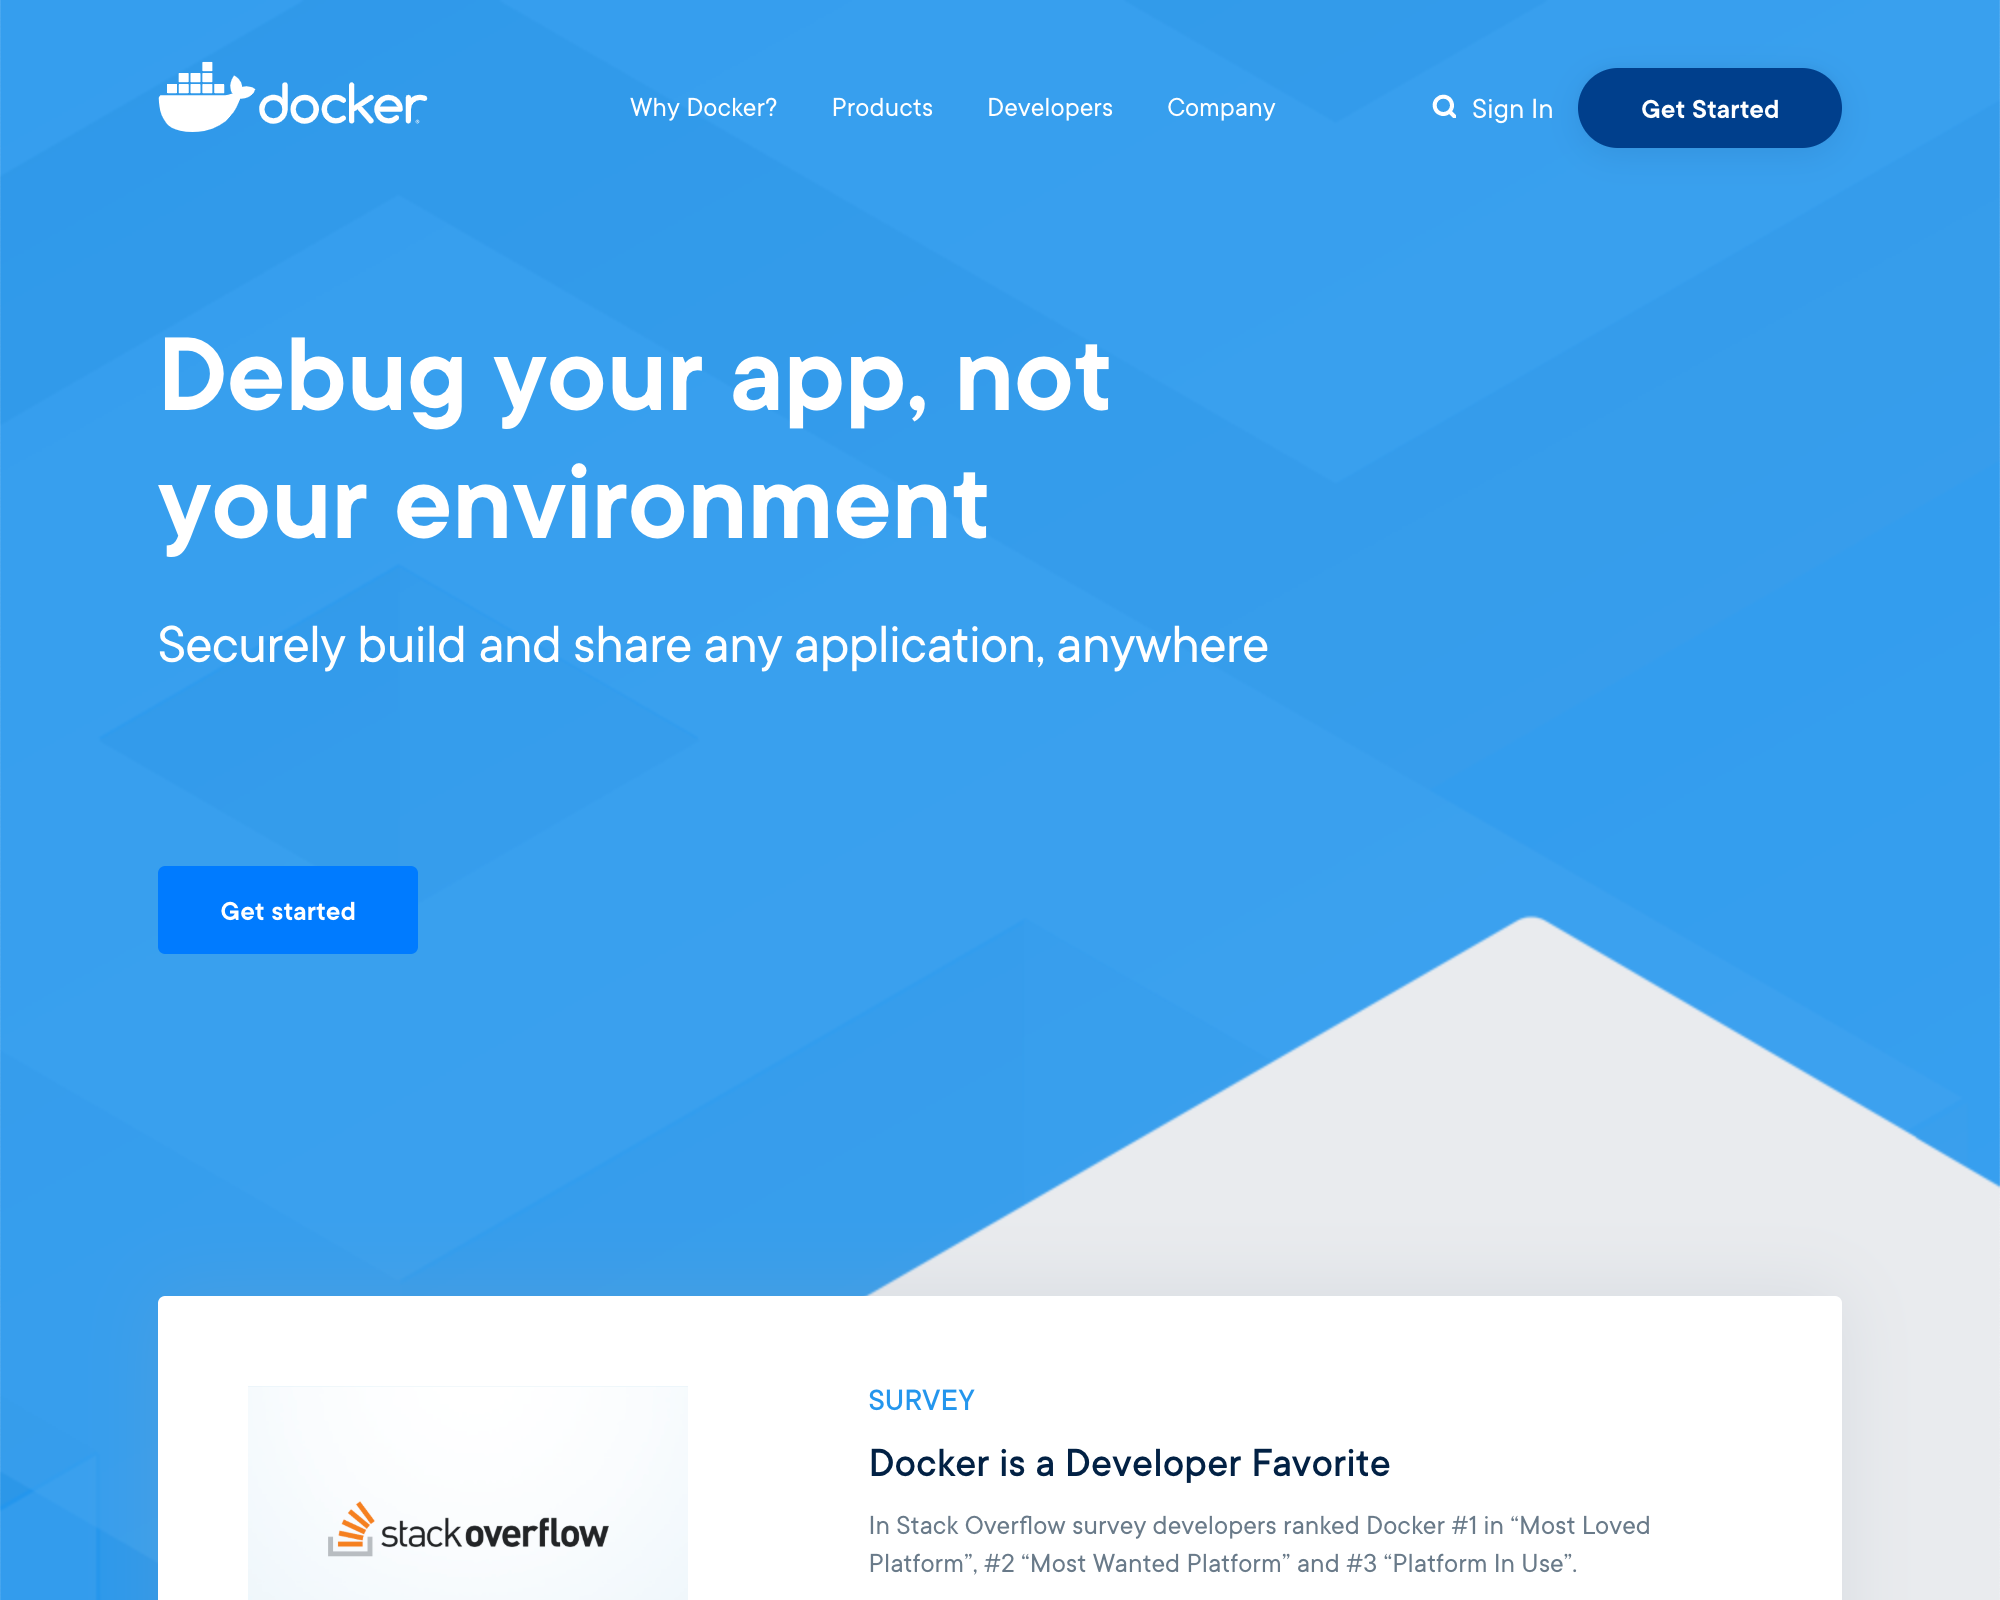 docker
Why Docker? Products Developers Company Sign In Get Started
Debug your app, not
your environment
Securely build and share any application, anywhere
Get started
SURVEY
Docker is a Developer Favorite
In Stack Overflow survey developers ranked Docker #1 in “Most Loved
Platform”, #2 “Most Wanted Platform” and #3 “Platform In Use”.
stackoverflow